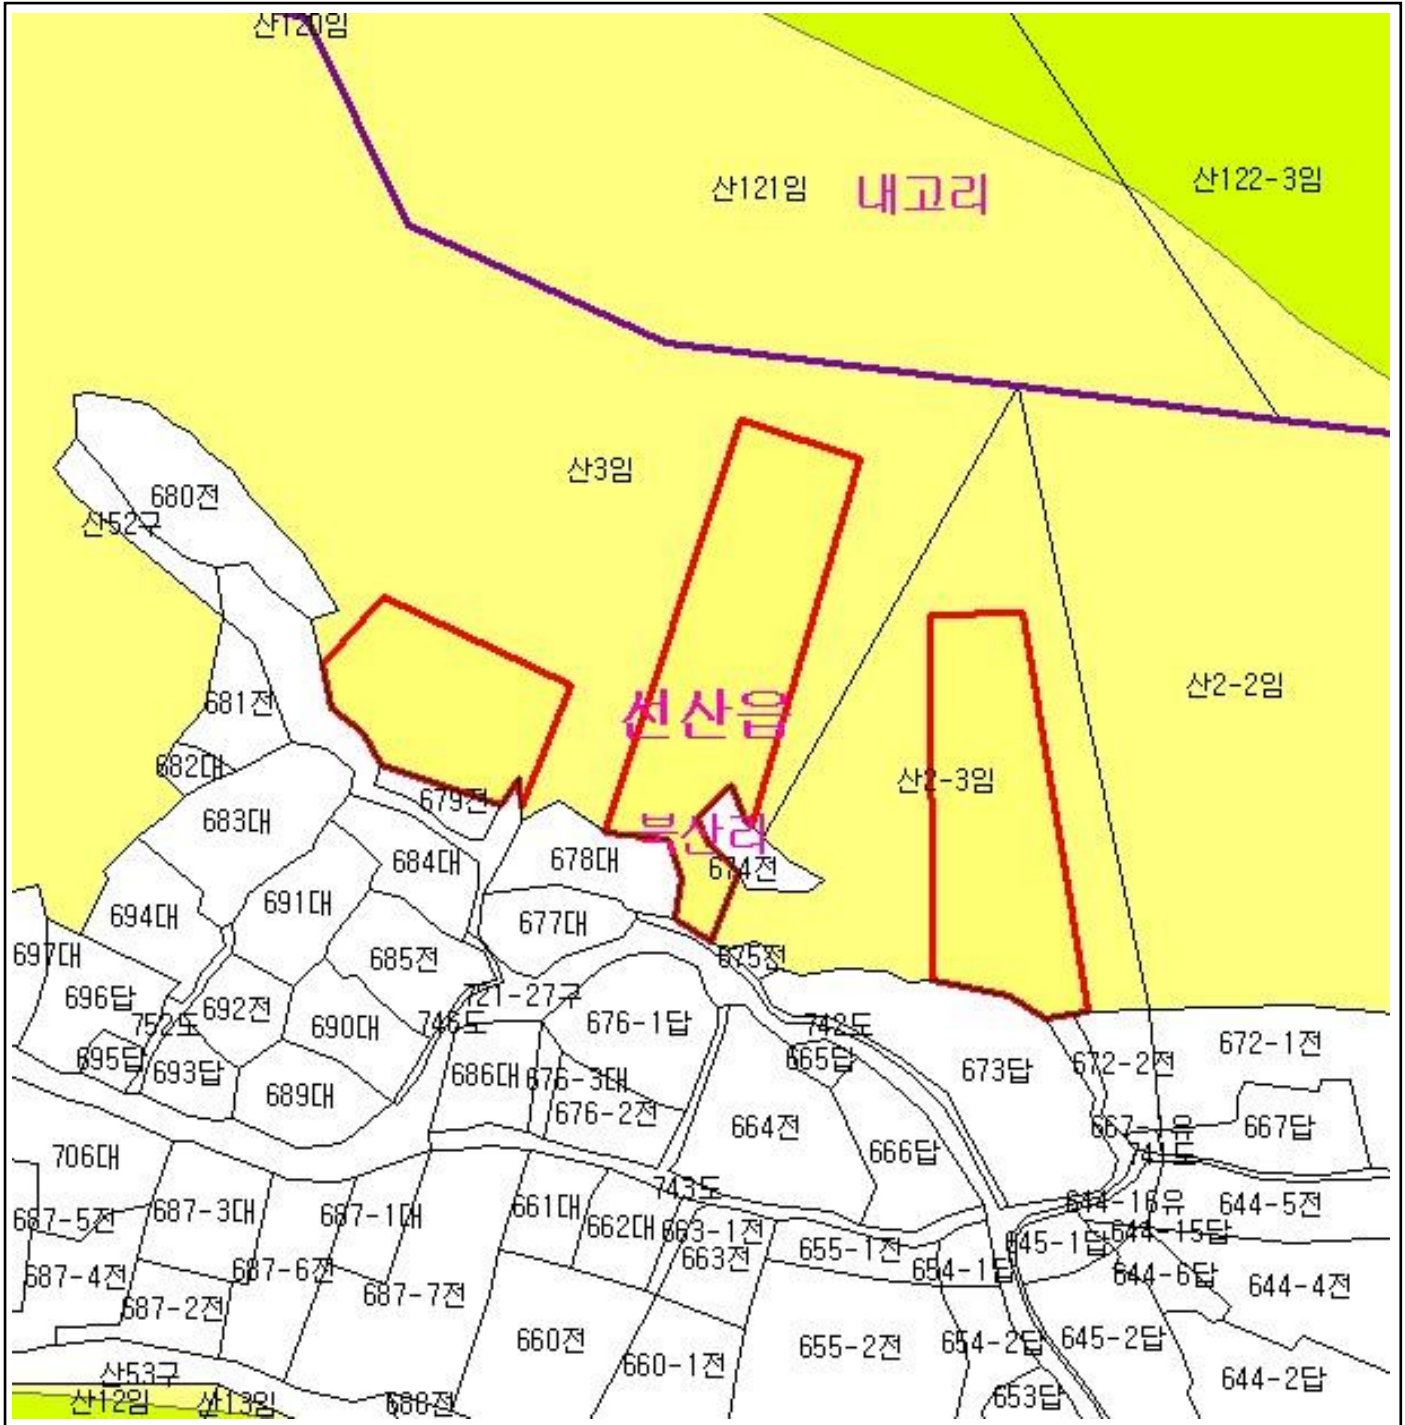 산120임
산121임
내고리
산122-3임
산3임
680전
산52구
681전
선산읍
산2-2임
682대
산2-3임
679전
683대
북산리
684대
678대
674전
691대
694대
677대
697대
685전
675전
696답
721-27구
692전
752도
690대
746도
676-1답
742도
672-1전
695답
665답
672-2전
693답
686대
676-3대
673답
689대
676-2전
664전
667-1유
667답
706대
666답
741도
743도
687-5전
687-3대
687-1대
661대
662대
663-1전
644-16유
644-5전
655-1전
645-1답
644-15답
663전
687-4전
687-6전
654-1답
644-6답
644-4전
687-2전
687-7전
660전
655-2전
654-2답
645-2답
660-1전
산53구
644-2답
산12임
산13임
688전
653답